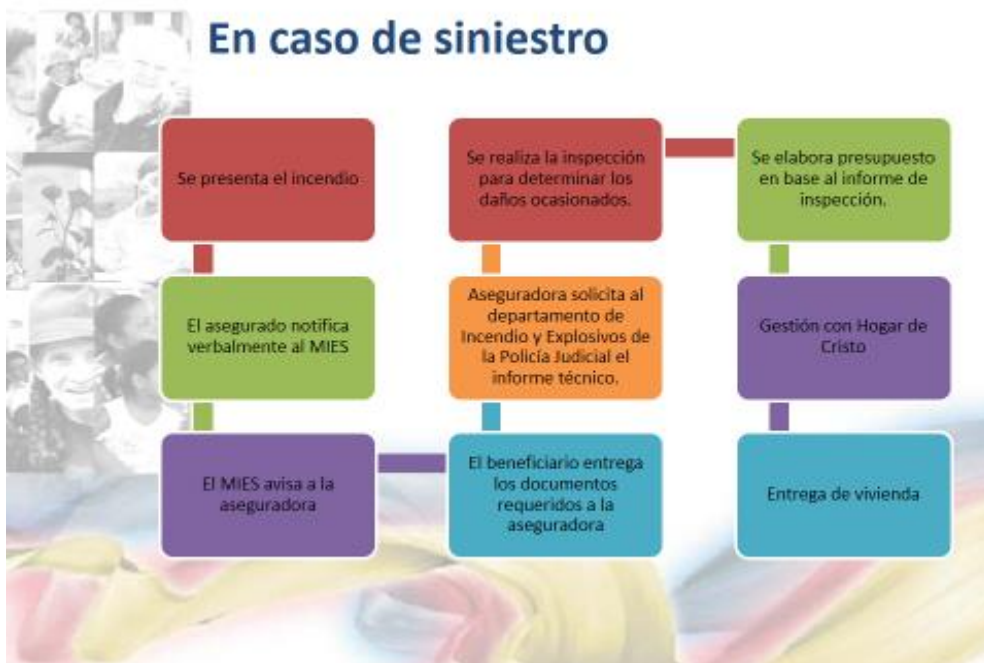 En caso de siniestro
Se presenta el incendio
El asegurado notifica
verbalmente al MIES
El MIES avisa a la
aseguradora
El beneficiario entrega
los documentos
requeridos a la
aseguradora
Aseguradora solicita al
departamento de
Incendio y Explosivos de
la Policía Judicial el
informe técnico.
Se realiza la inspección
para determinar los
daños ocasionados.
Se elabora presupuesto
en base al informe de
inspección.
Gestión con Hogar de
Cristo
Entrega de vivienda